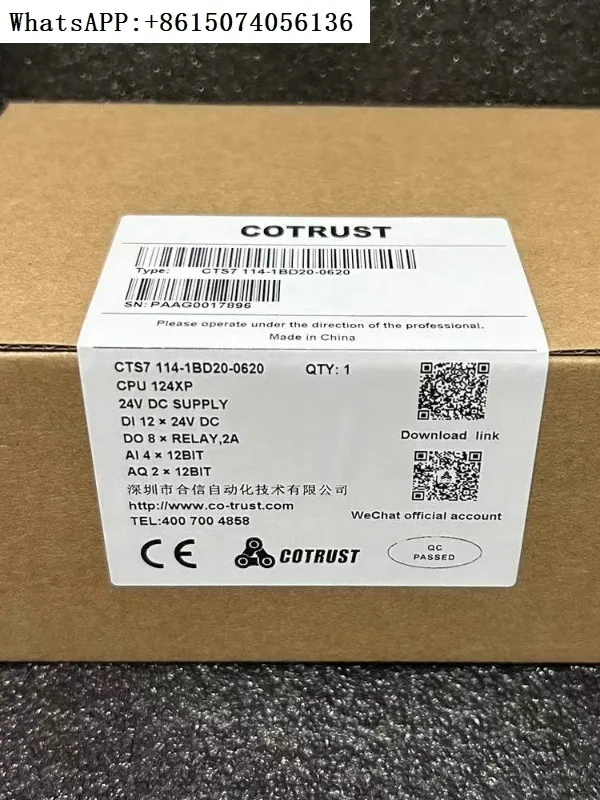 WhatsAPP:+8615074056136
COTRUST
Type: CTS7 114-1BD20-0620
SN: PAAG0017896
Please operate under the direction of the professional.
Made in China
CTS7 114-1BD20-0620 QTY: 1
CPU 124XP
24V DC SUPPLY
DI 12 × 24V DC
DO 8 × RELAY,2A
AI 4 × 12BIT
AQ 2 × 12BIT
Download link
深圳市合信自动化技术有限公司
http://www.co-trust.com
TEL:400 700 4858
WeChat official account
CE
COTRUST
QC
PASSED